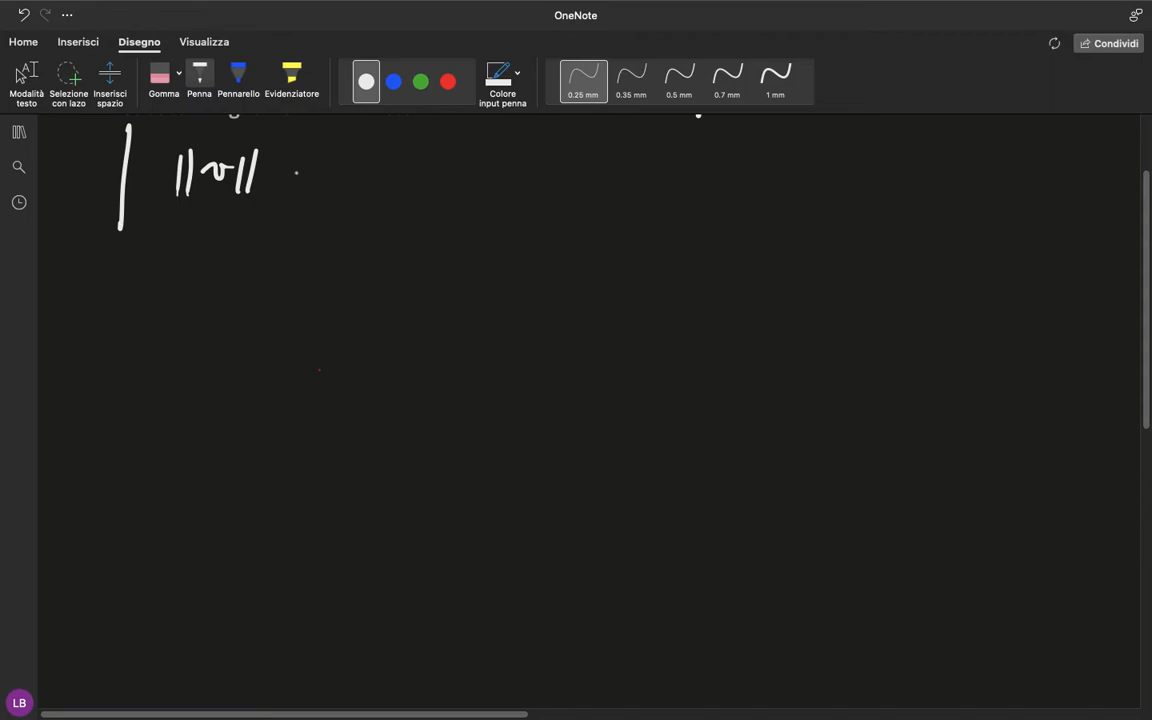 OneNote
Home Inserisci Disegno Visualizza
Condividi
Modalità testo Selezione con lazo Inserisci spazio Gomma Penna Pennarello Evidenziatore Colore input penna 0.25 mm 0.35 mm 0.5 mm 0.7 mm 1 mm
||v||
LB